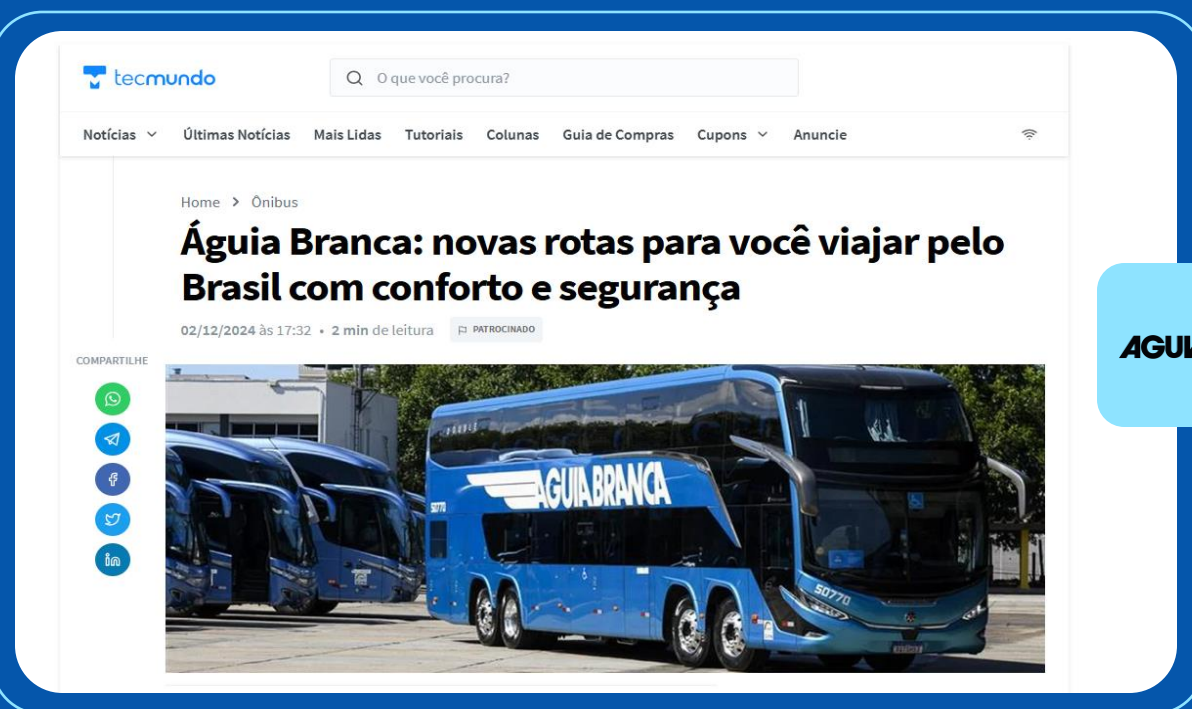 tecmundo
O que você procura?
Notícias Últimas Notícias Mais Lidas Tutoriais Colunas Guia de Compras Cupons Anuncie
Home > Ônibus
Águia Branca: novas rotas para você viajar pelo
Brasil com conforto e segurança
02/12/2024 às 17:32 • 2 min de leitura PATROCINADO
COMPARTILHE
AGUIA BRANCA
50770
50770